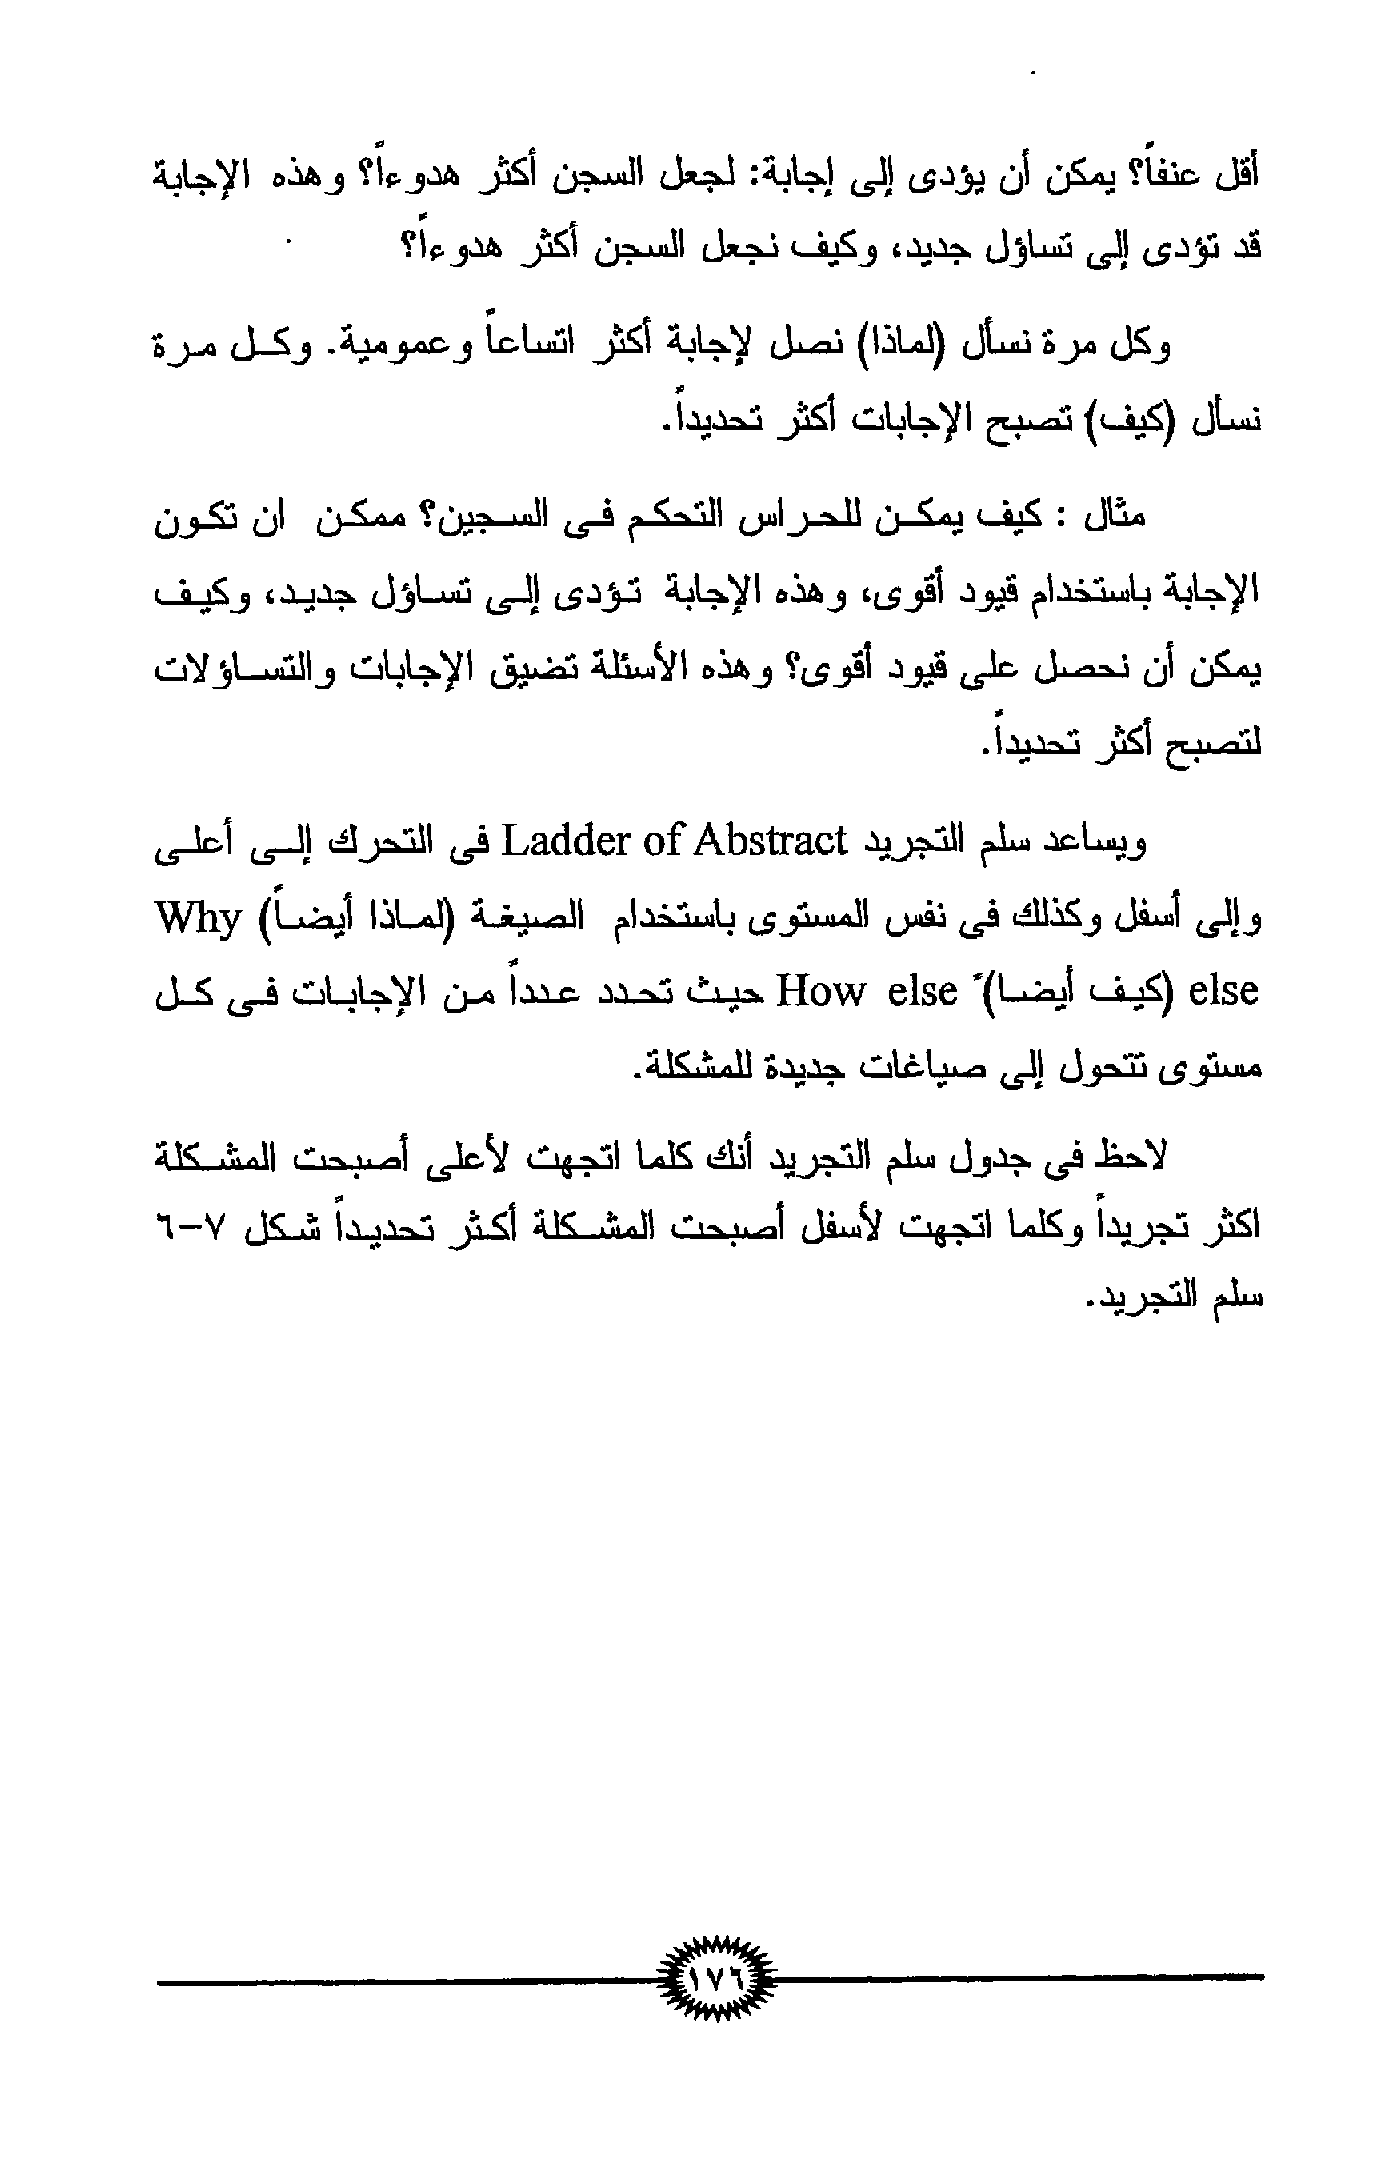 أقل عنفاً؟ يمكن أن يؤدى إلى إجابة: لجعل السجن أكثر هدوءاً؟ وهذه الإجابة
قد تؤدى إلى تساؤل جديد، وكيف نجعل السجن أكثر هدوءاً؟
وكل مرة نسأل (لماذا) نصل لإجابة أكثر اتساعاً وعمومية. وكل مرة
نسأل (كيف) تصبح الإجابات أكثر تحديداً.
مثال : كيف يمكن للحراس التحكم فى السجين؟ ممكن ان تكون
الإجابة باستخدام قيود أقوى، وهذه الإجابة تؤدى إلى تساؤل جديد، وكيف
يمكن أن نحصل على قيود أقوى؟ وهذه الأسئلة تضيق الإجابات والتساؤلات
لتصبح أكثر تحديداً.
ويساعد سلم التجريد Ladder of Abstract فى التحرك إلى أعلى
وإلى أسفل وكذلك فى نفس المستوى باستخدام الصيغة (لماذا أيضاً) Why
else (كيف أيضا)ً How else حيث تحدد عدداً من الإجابات فى كل
مستوى تتحول إلى صياغات جديدة للمشكلة.
لاحظ فى جدول سلم التجريد أنك كلما اتجهت لأعلى أصبحت المشكلة
اكثر تجريداً وكلما اتجهت لأسفل أصبحت المشكلة أكثر تحديداً شكل ٧-٦
سلم التجريد.
١٧٦